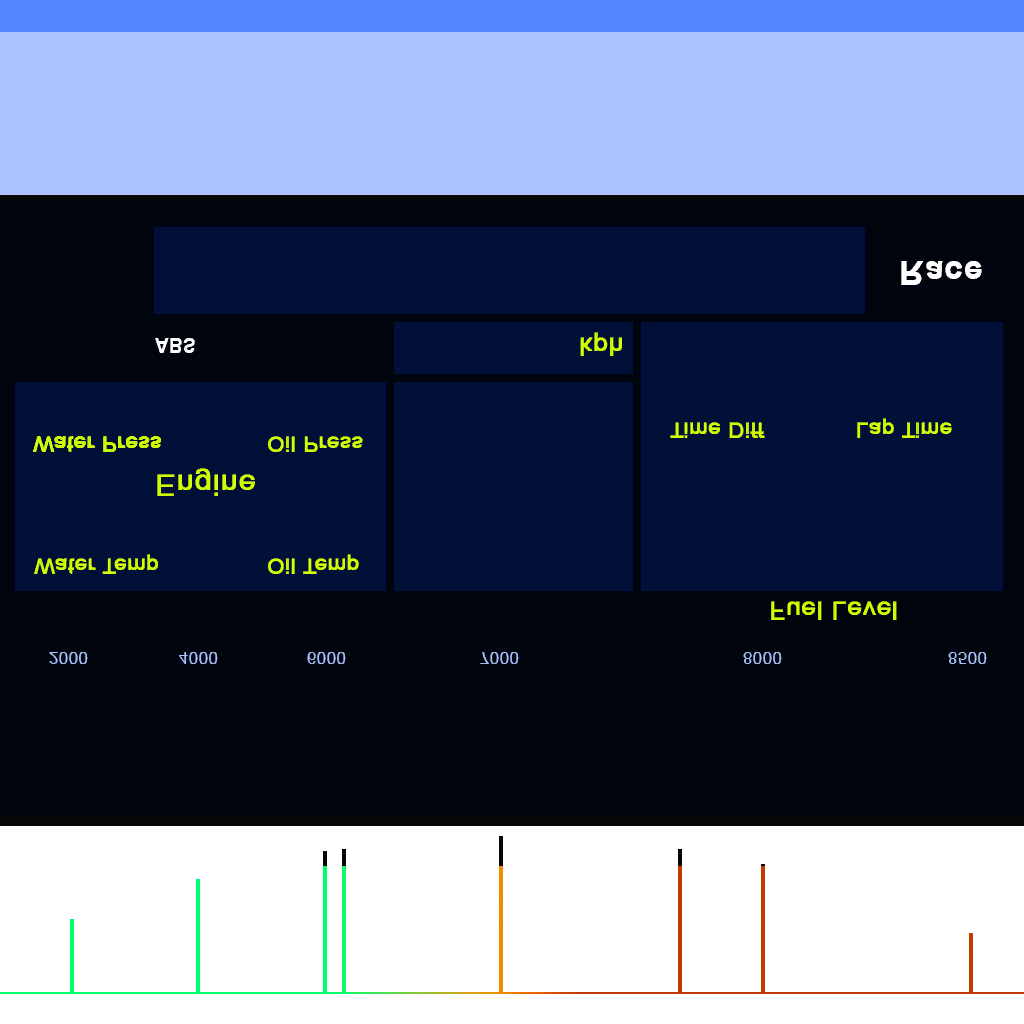 Race
ABS
kph
Time Diff
Lap Time
Water Press
Oil Press
Engine
Water Temp
Oil Temp
Fuel Level
2000
4000
6000
7000
8000
8500